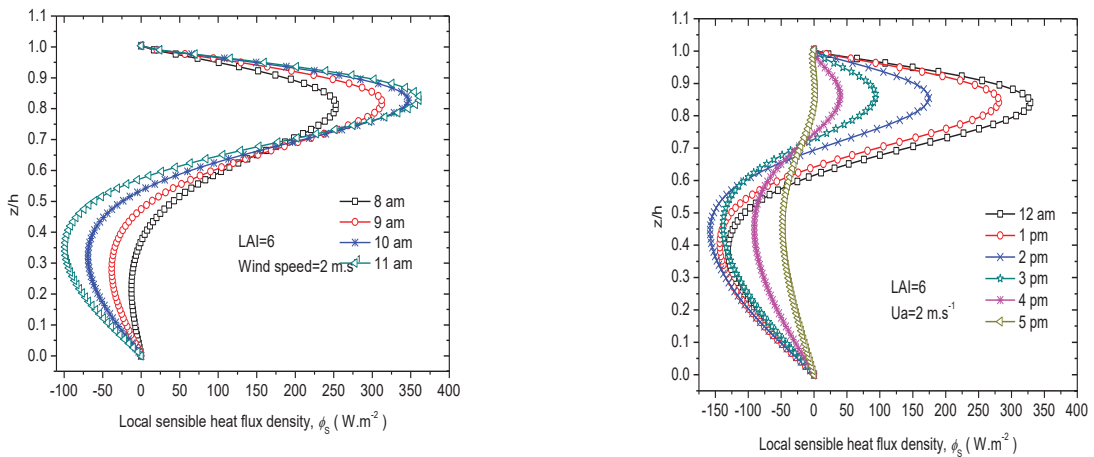 1.1
1.0
0.9
0.8
0.7
0.6
0.5
0.4
0.3
0.2
0.1
0.0
z/h
-100 -50 0 50 100 150 200 250 300 350 400
Local sensible heat flux density, ϕS ( W.m-2 )
8 am
9 am
10 am
11 am
LAI=6
Wind speed=2 m.s
1.1
1.0
0.9
0.8
0.7
0.6
0.5
0.4
0.3
0.2
0.1
0.0
z/h
-150 -100 -50 0 50 100 150 200 250 300 350 400
Local sensible heat flux density, ϕS ( W.m-2 )
12 am
1 pm
2 pm
3 pm
4 pm
5 pm
LAI=6
Ua=2 m.s-1